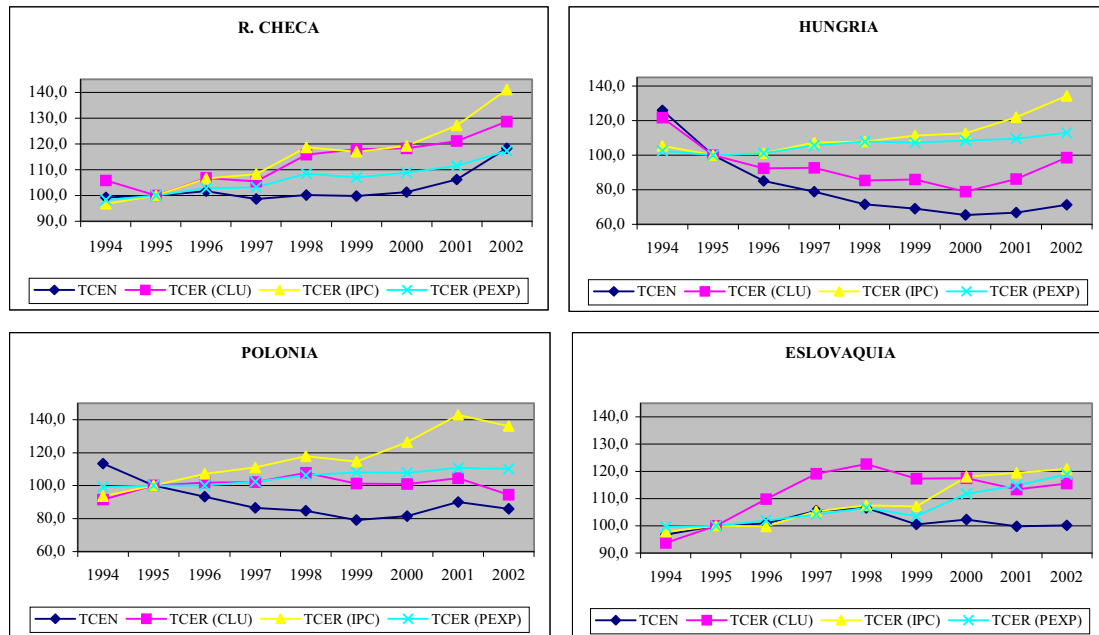 R. CHECA
140,0
130,0
120,0
110,0
100,0
90,0
1994 1995 1996 1997 1998 1999 2000 2001 2002
TCEN TCER (CLU) TCER (IPC) TCER (PEXP)
HUNGRIA
140,0
120,0
100,0
80,0
60,0
1994 1995 1996 1997 1998 1999 2000 2001 2002
TCEN TCER (CLU) TCER (IPC) TCER (PEXP)
POLONIA
140,0
120,0
100,0
80,0
60,0
1994 1995 1996 1997 1998 1999 2000 2001 2002
TCEN TCER (CLU) TCER (IPC) TCER (PEXP)
ESLOVAQUIA
140,0
130,0
120,0
110,0
100,0
90,0
1994 1995 1996 1997 1998 1999 2000 2001 2002
TCEN TCER (CLU) TCER (IPC) TCER (PEXP)